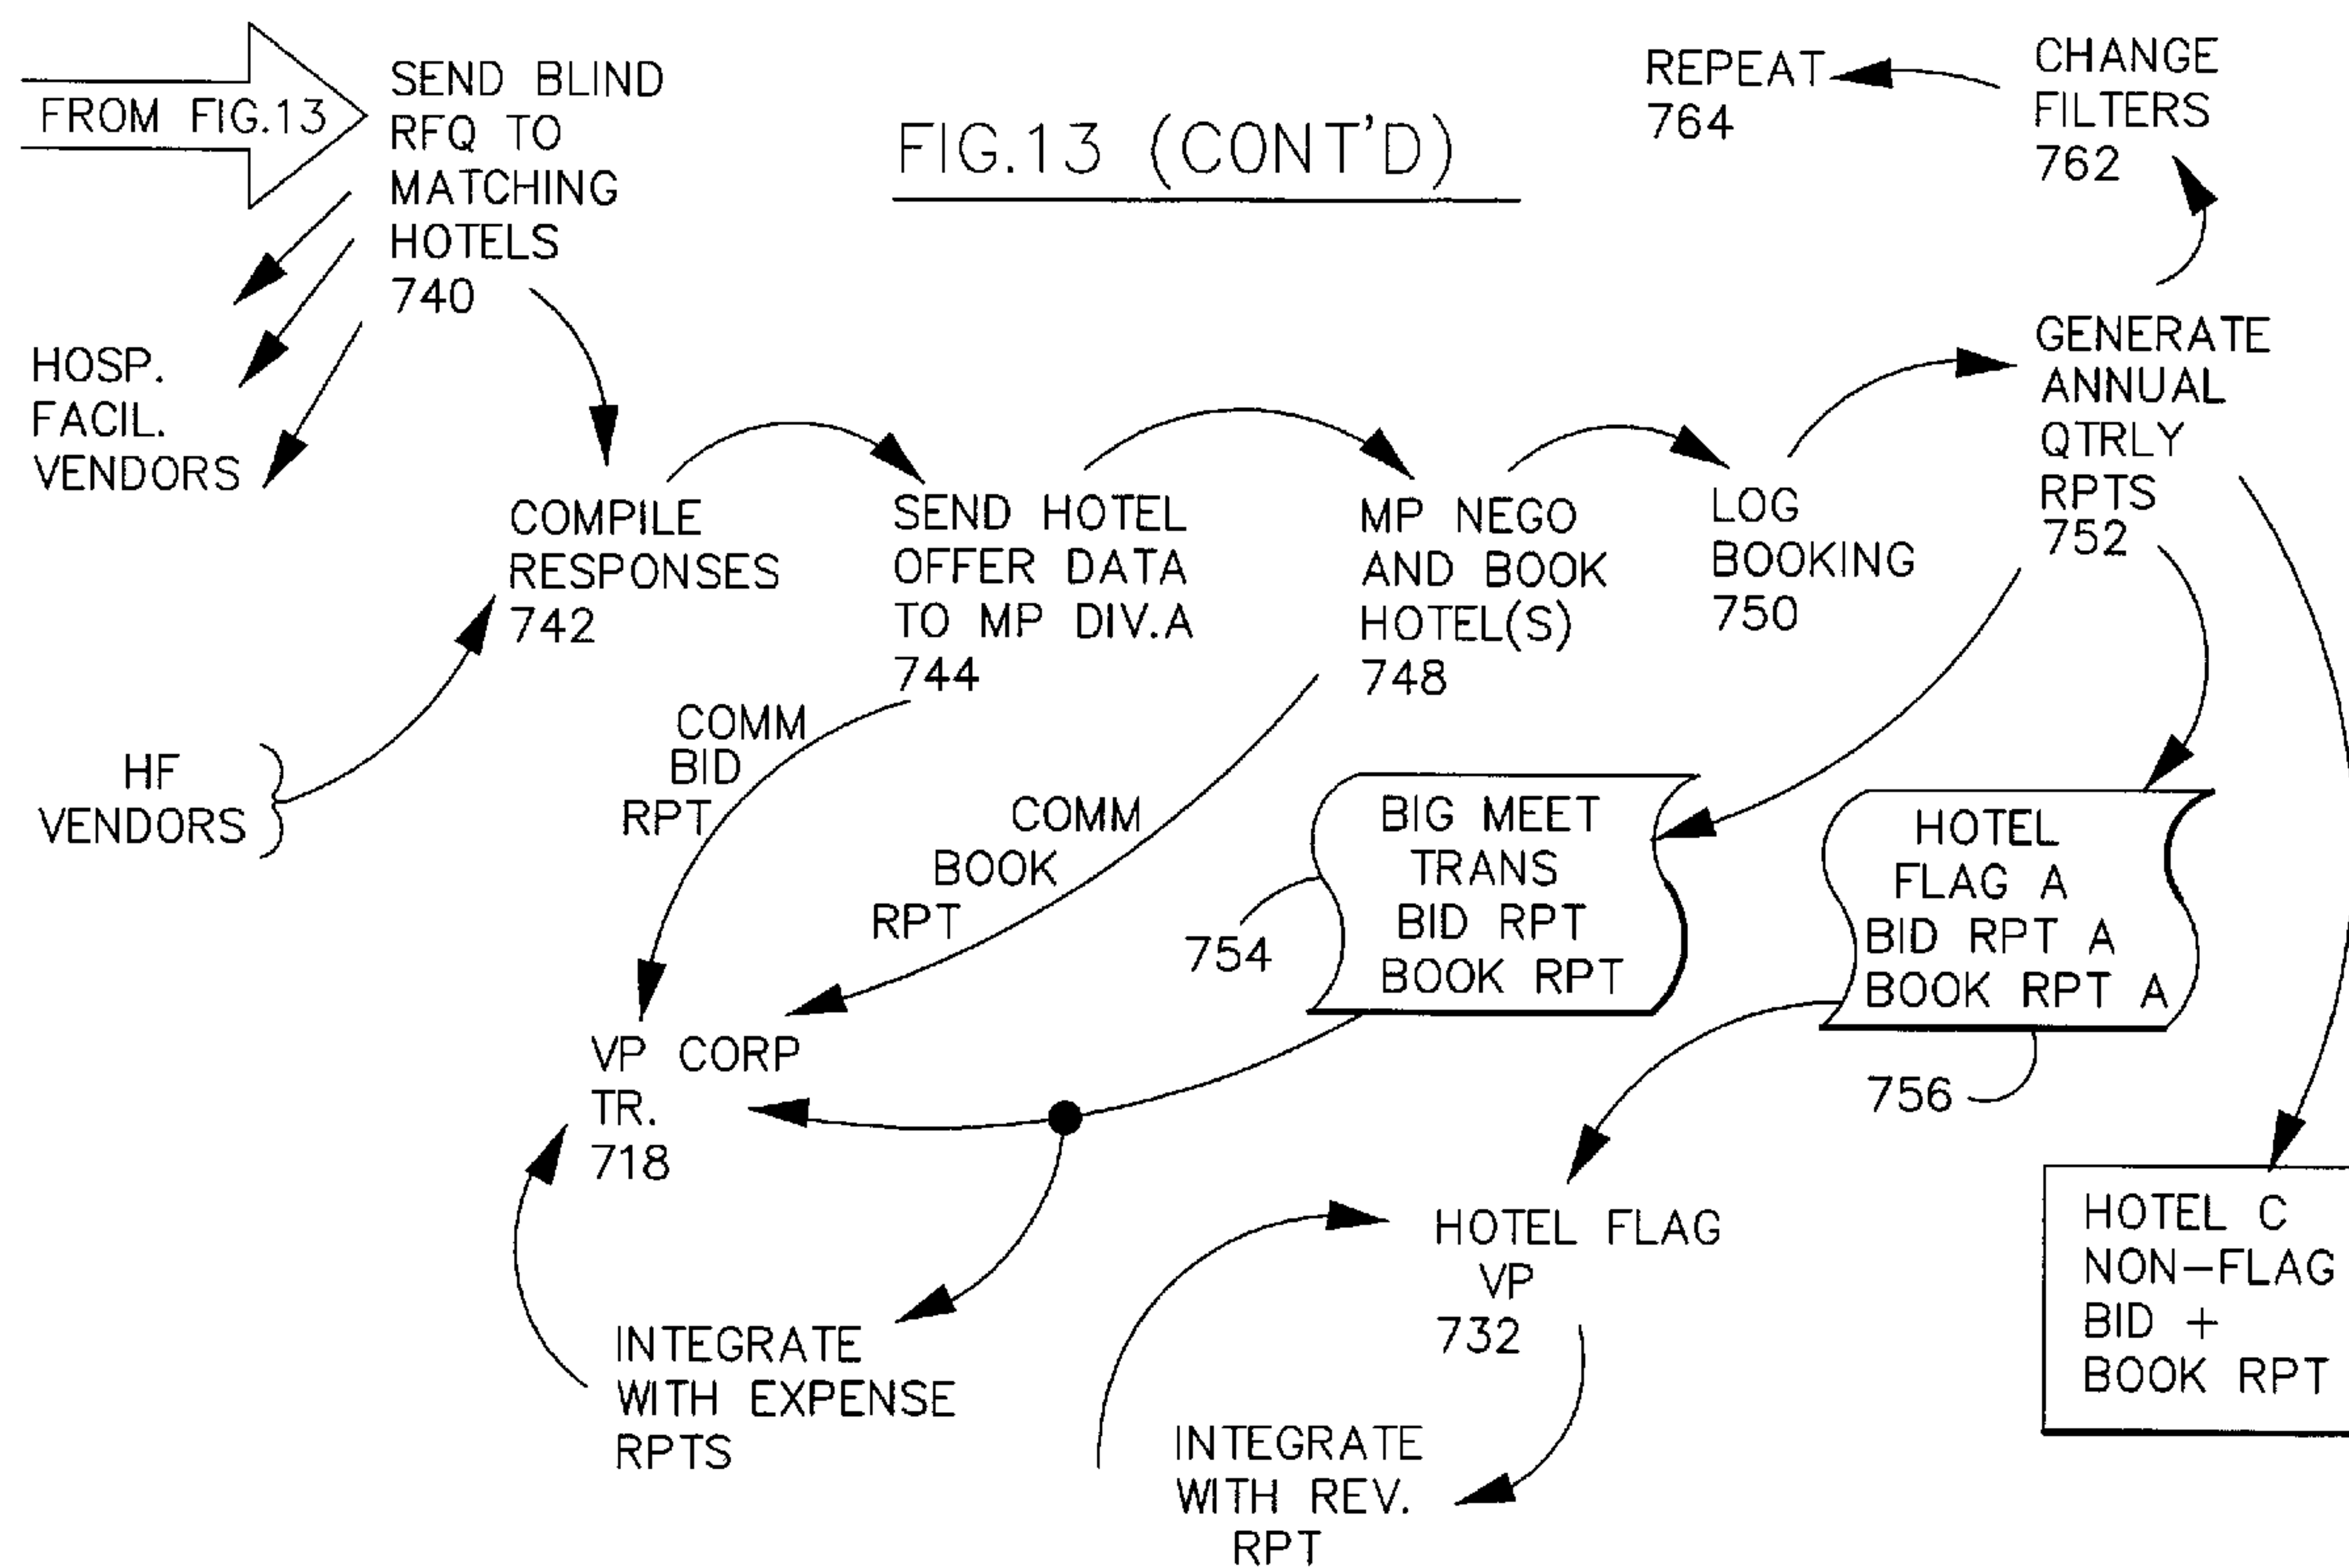 FROM FIG.13
SEND BLIND
RFQ TO
MATCHING
HOTELS
740
FIG.13 (CONT'D)
REPEAT
764
CHANGE
FILTERS
762
HOSP.
FACIL.
VENDORS
GENERATE
ANNUAL
QTRLY
RPTS
752
COMPILE
RESPONSES
742
SEND HOTEL
OFFER DATA
TO MP DIV.A
744
MP NEGO
AND BOOK
HOTEL(S)
748
LOG
BOOKING
750
HF
VENDORS
COMM
BID
RPT
COMM
BOOK
RPT
BIG MEET
TRANS
BID RPT
BOOK RPT
754
HOTEL
FLAG A
BID RPT A
BOOK RPT A
756
VP CORP
TR.
718
HOTEL FLAG
VP
732
HOTEL C
NON-FLAG
BID +
BOOK RPT
INTEGRATE
WITH EXPENSE
RPTS
INTEGRATE
WITH REV.
RPT